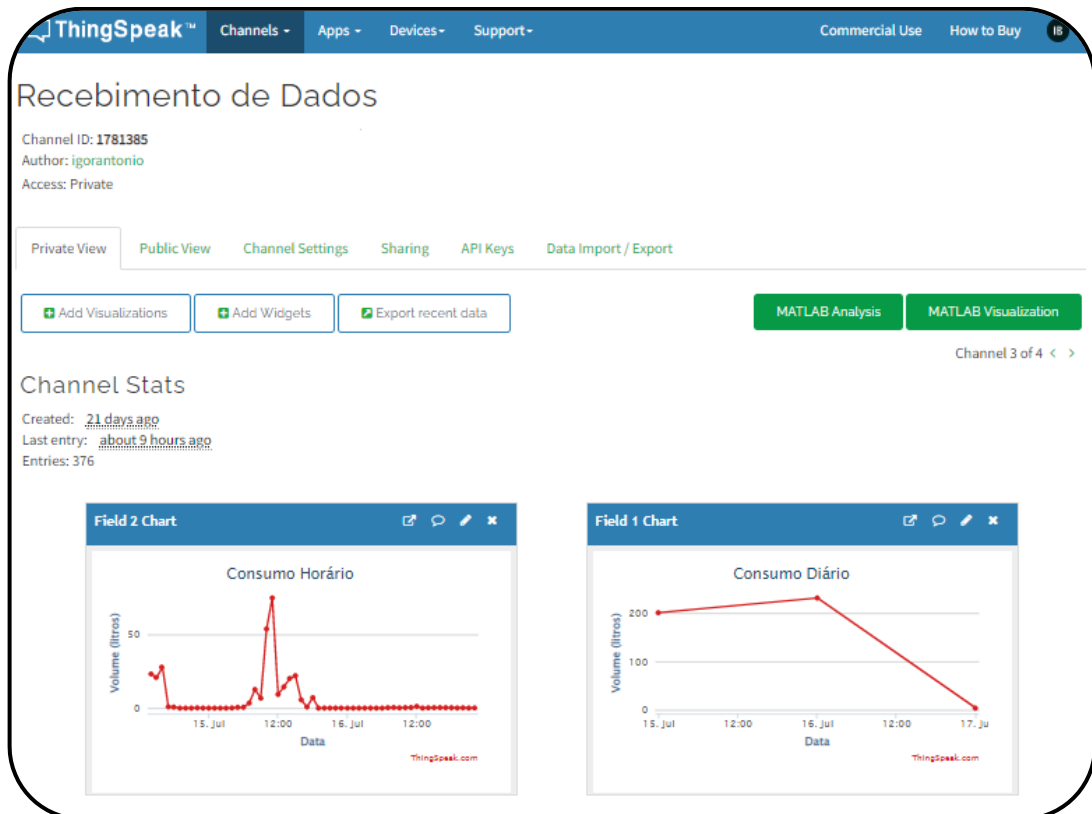 ThingSpeak™ Channels Apps Devices Support Commercial Use How to Buy IB
Recebimento de Dados
Channel ID: 1781385
Author: igorantonio
Access: Private
Private View Public View Channel Settings Sharing API Keys Data Import / Export
Add Visualizations Add Widgets Export recent data MATLAB Analysis MATLAB Visualization
Channel 3 of 4 < >
Channel Stats
Created: 21 days ago
Last entry: about 9 hours ago
Entries: 376
Field 2 Chart
Consumo Horário
Volume (litros)
50
0
15. Jul 12:00 16. Jul 12:00
Data
ThingSpeak.com
Field 1 Chart
Consumo Diário
Volume (litros)
200
100
0
15. Jul 12:00 16. Jul 12:00 17. Ju
Data
ThingSpeak.com